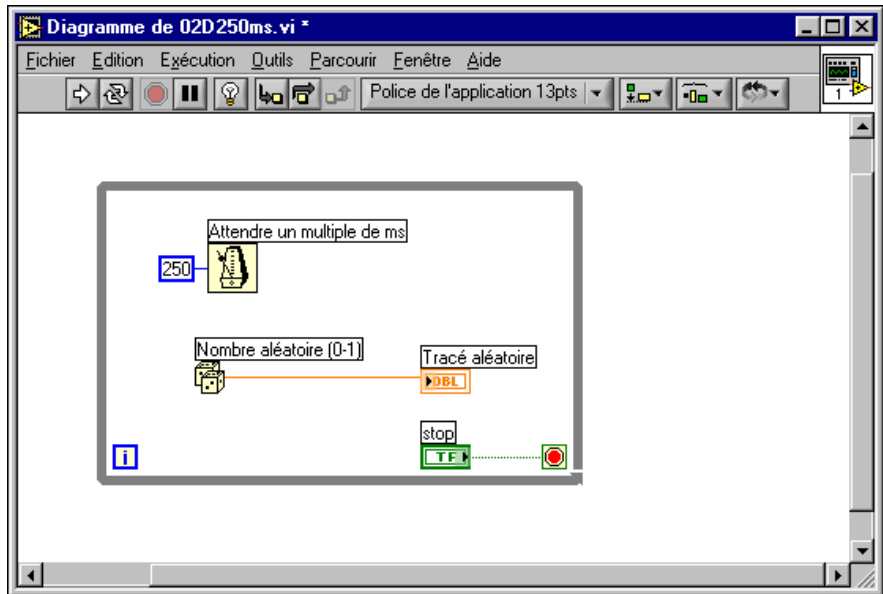 Diagramme de 02D250ms.vi *
Fichier Edition Exécution Outils Parcourir Fenêtre Aide
Police de l'application 13pts
1
Attendre un multiple de ms
250
Nombre aléatoire (0-1)
Tracé aléatoire
DBL
stop
TF
i